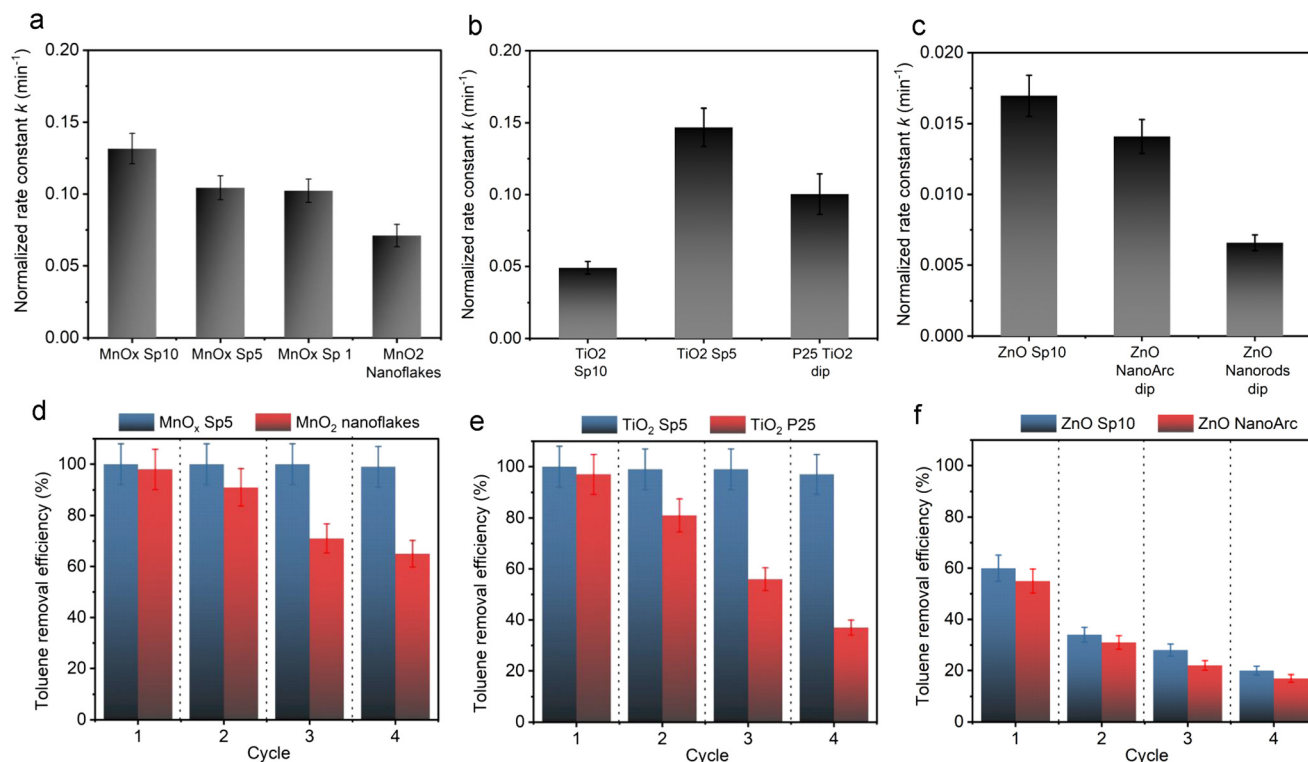 a
Normalized rate constant k (min⁻¹)
0.20
0.15
0.10
0.05
0.00
MnOx Sp10
MnOx Sp5
MnOx Sp 1
MnO2
Nanoflakes
b
Normalized rate constant k (min⁻¹)
0.20
0.15
0.10
0.05
0.00
TiO2
Sp10
TiO2 Sp5
P25 TiO2
dip
c
Normalized rate constant k (min⁻¹)
0.020
0.015
0.010
0.005
0.000
ZnO Sp10
ZnO
NanoArc
dip
ZnO
Nanorods
dip
d
MnOₓ Sp5
MnO₂ nanoflakes
Toluene removal efficiency (%)
100
80
60
40
20
0
1
2
3
4
Cycle
e
TiO₂ Sp5
TiO₂ P25
Toluene removal efficiency (%)
100
80
60
40
20
0
1
2
3
4
Cycle
f
ZnO Sp10
ZnO NanoArc
Toluene removal efficiency (%)
100
80
60
40
20
0
1
2
3
4
Cycle